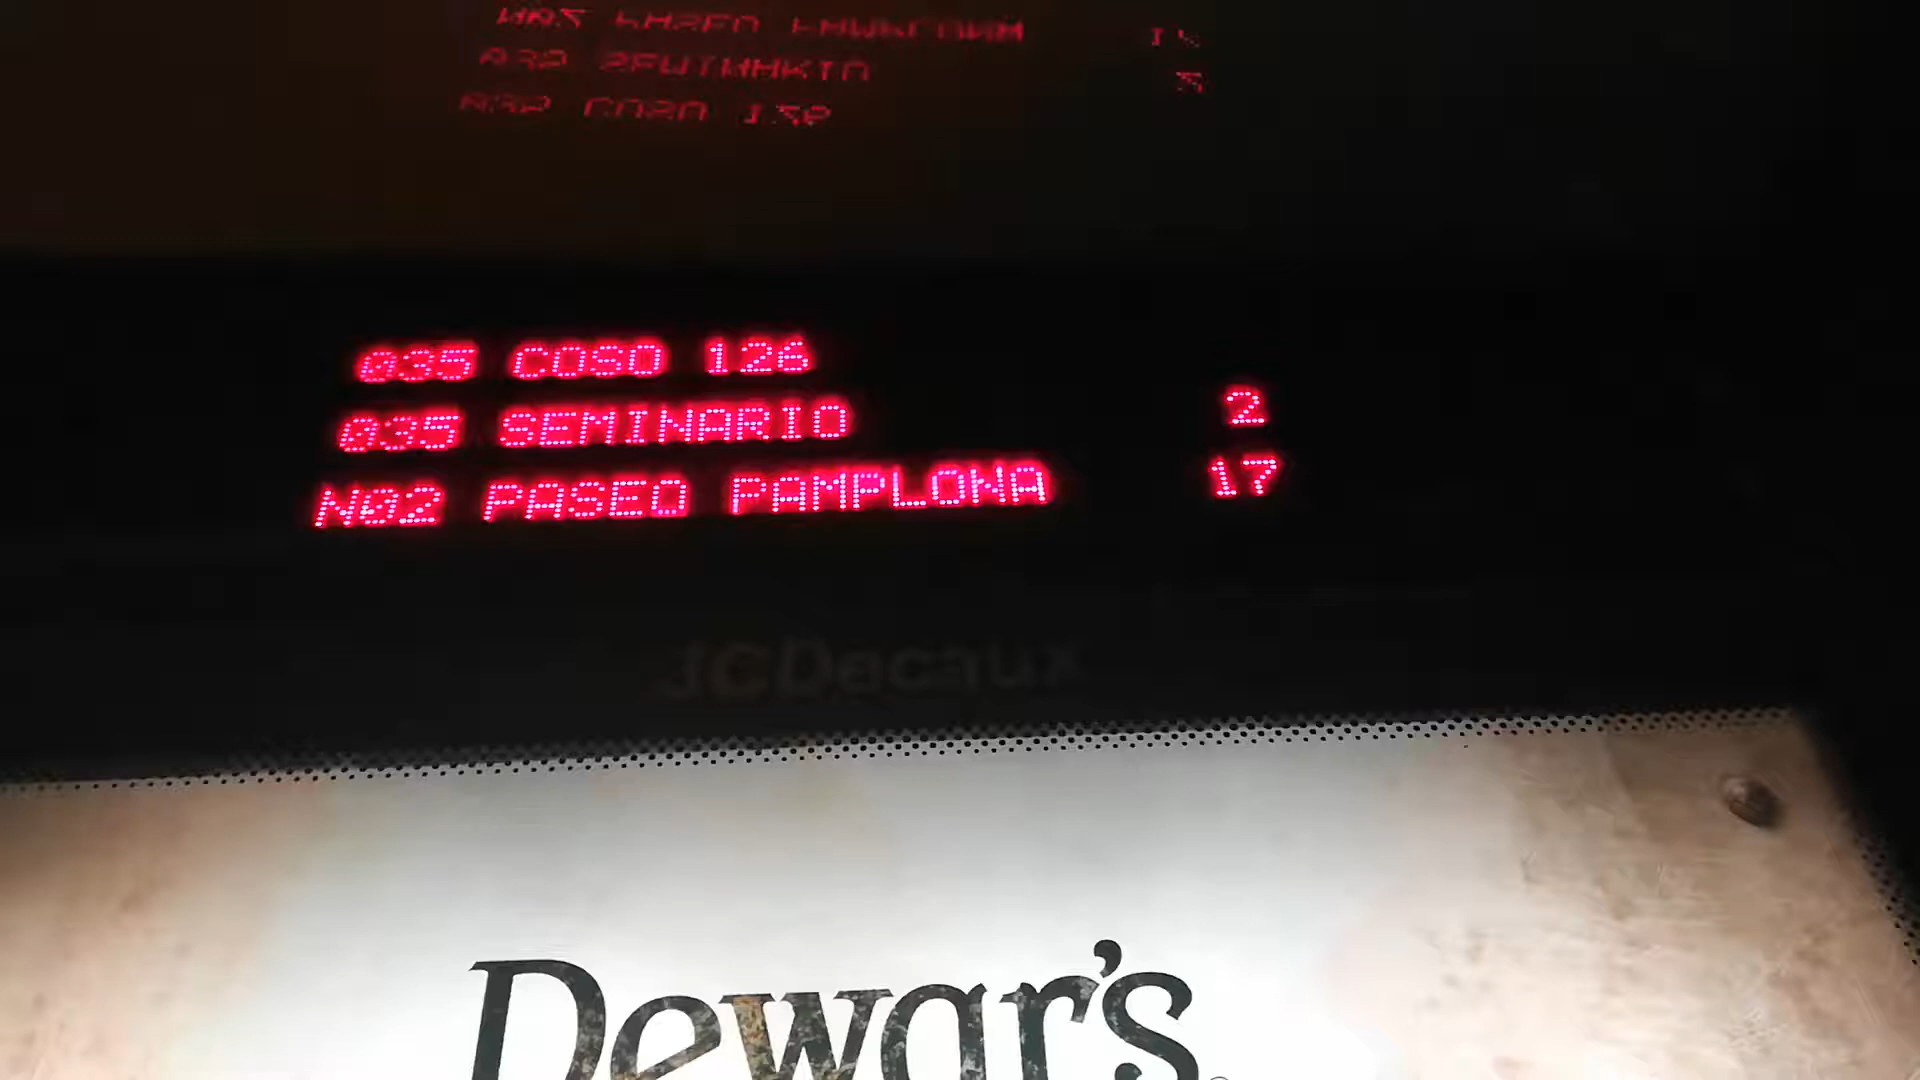 035 COSO 126
035 SEMINARIO 2
N02 PASEO PAMPLONA 17
JCDecaux
Dewar's